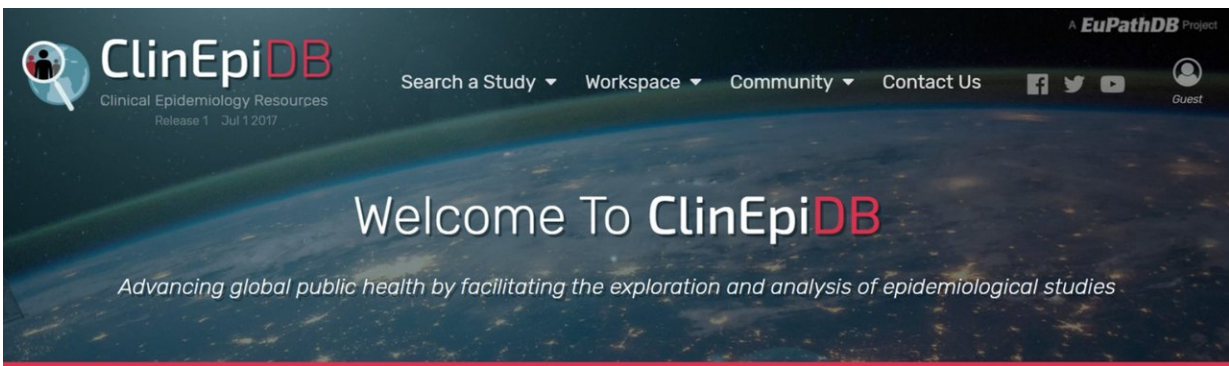 A EuPathDB Project
ClinEpiDB
Clinical Epidemiology Resources
Release 1 Jul 1 2017
Search a Study Workspace Community Contact Us
Guest
Welcome To ClinEpiDB
Advancing global public health by facilitating the exploration and analysis of epidemiological studies